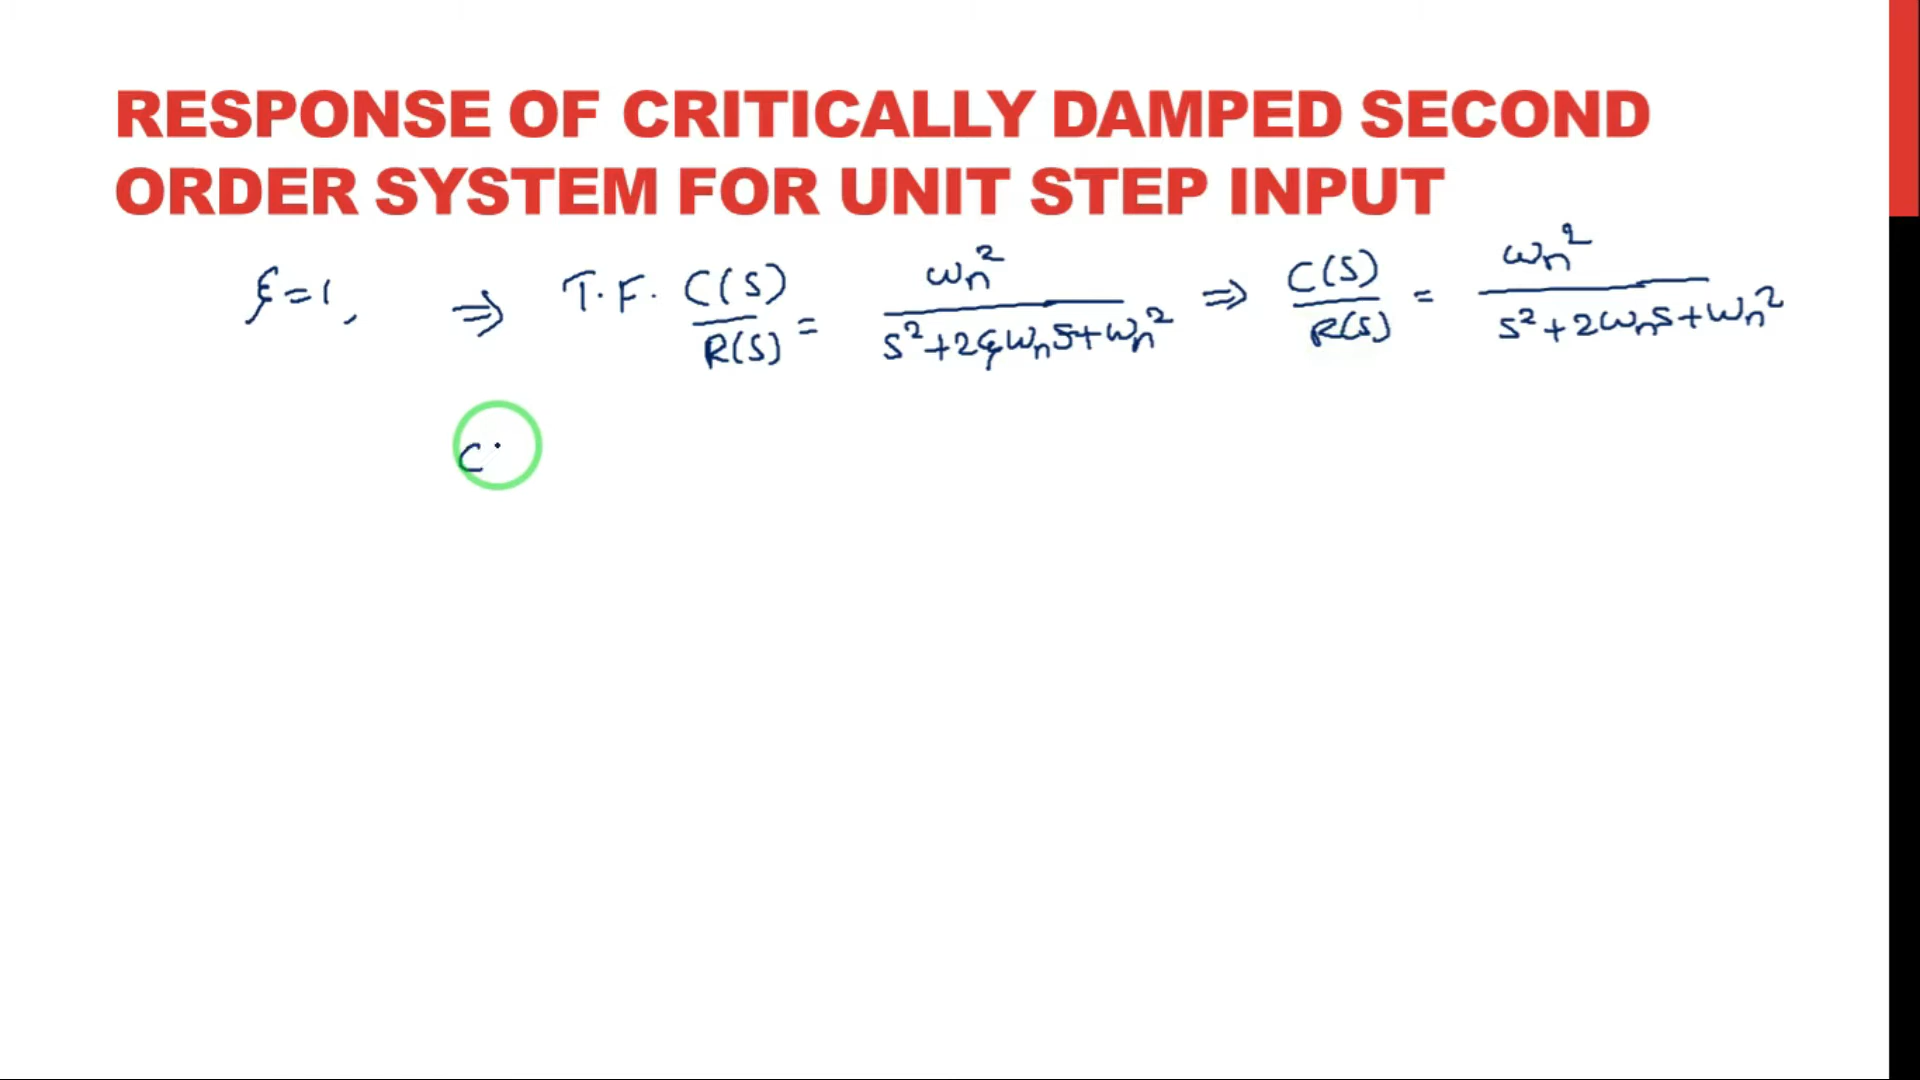 RESPONSE OF CRITICALLY DAMPED SECOND
ORDER SYSTEM FOR UNIT STEP INPUT
ξ=1, ⇒ T.F. C(S)/R(S) = ωn²/(s²+2ξωns+ωn²) ⇒ C(S)/R(S) = ωn²/(s²+2ωns+ωn²)
C